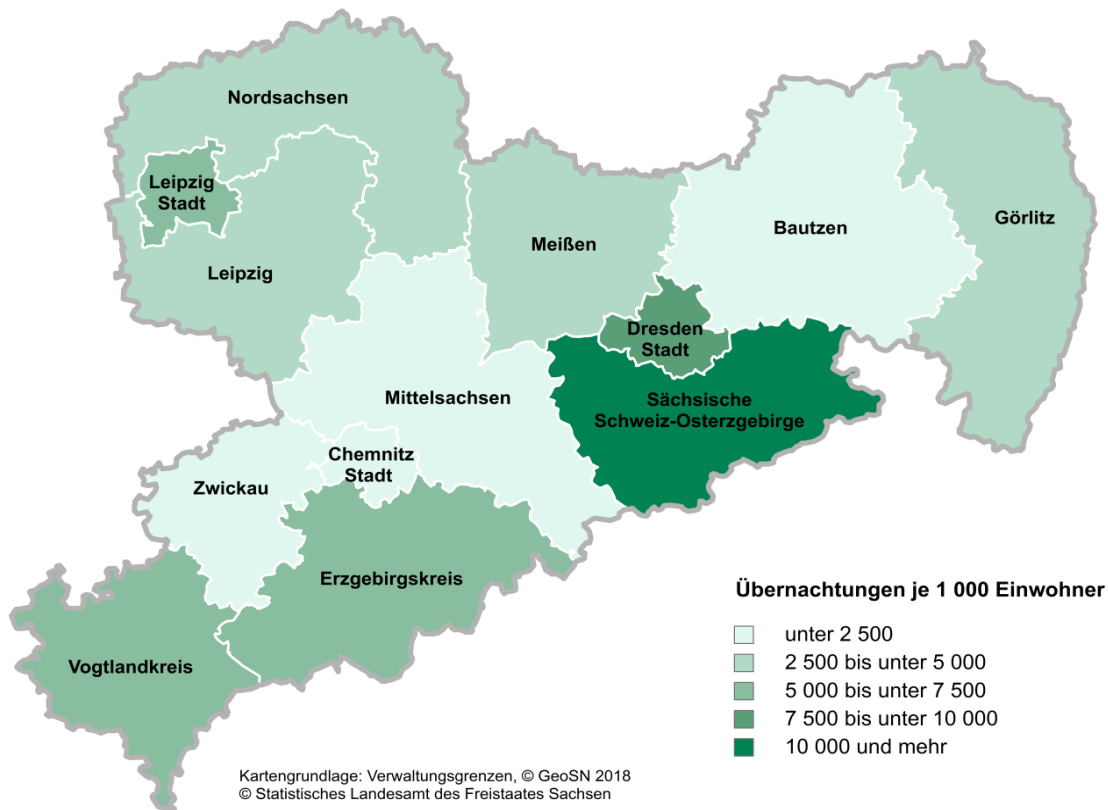 Nordsachsen
Leipzig
Stadt
Leipzig
Meißen
Bautzen
Görlitz
Dresden
Stadt
Mittelsachsen
Sächsische
Schweiz-Osterzgebirge
Chemnitz
Stadt
Zwickau
Erzgebirgskreis
Vogtlandkreis
Übernachtungen je 1 000 Einwohner
unter 2 500
2 500 bis unter 5 000
5 000 bis unter 7 500
7 500 bis unter 10 000
10 000 und mehr
Kartengrundlage: Verwaltungsgrenzen, © GeoSN 2018
© Statistisches Landesamt des Freistaates Sachsen